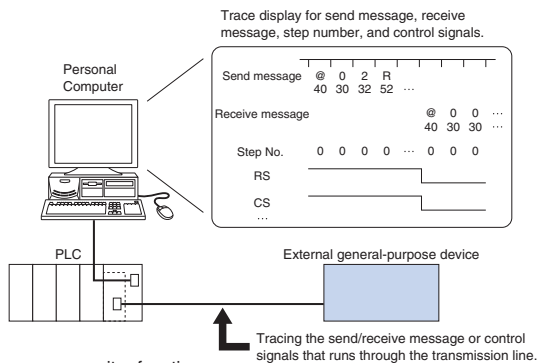 Trace display for send message, receive
message, step number, and control signals.
Personal
Computer
Send message @ 0 2 R
40 30 32 52 ...
Receive message @ 0 0 ...
40 30 30 ...
Step No. 0 0 0 0 ... 0 0 0
RS
CS
...
PLC
External general-purpose device
Tracing the send/receive message or control
signals that runs through the transmission line.